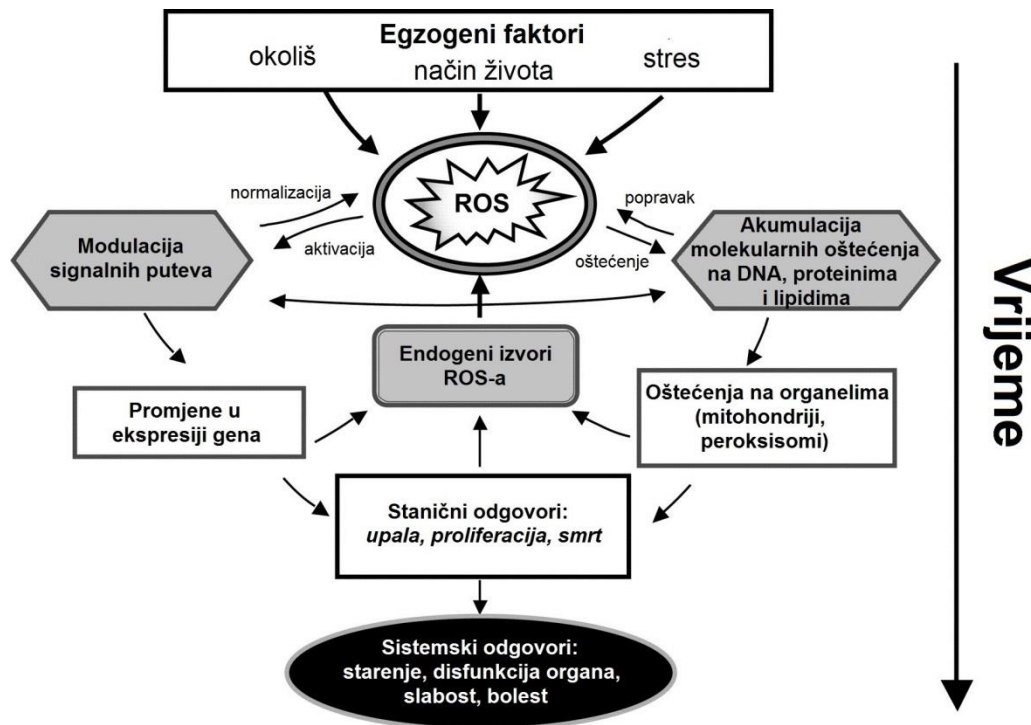 Egzogeni faktori
okoliš
način života
stres
ROS
normalizacija
aktivacija
popravak
oštećenje
Modulacija
signalnih puteva
Akumulacija
molekularnih oštećenja
na DNA, proteinima
i lipidima
Vrijeme
Endogeni izvori
ROS-a
Promjene u
ekspresiji gena
Oštećenja na organelima
(mitohondriji,
peroksisomi)
Stanični odgovori:
upala, proliferacija, smrt
Sistemski odgovori:
starenje, disfunkcija organa,
slabost, bolest